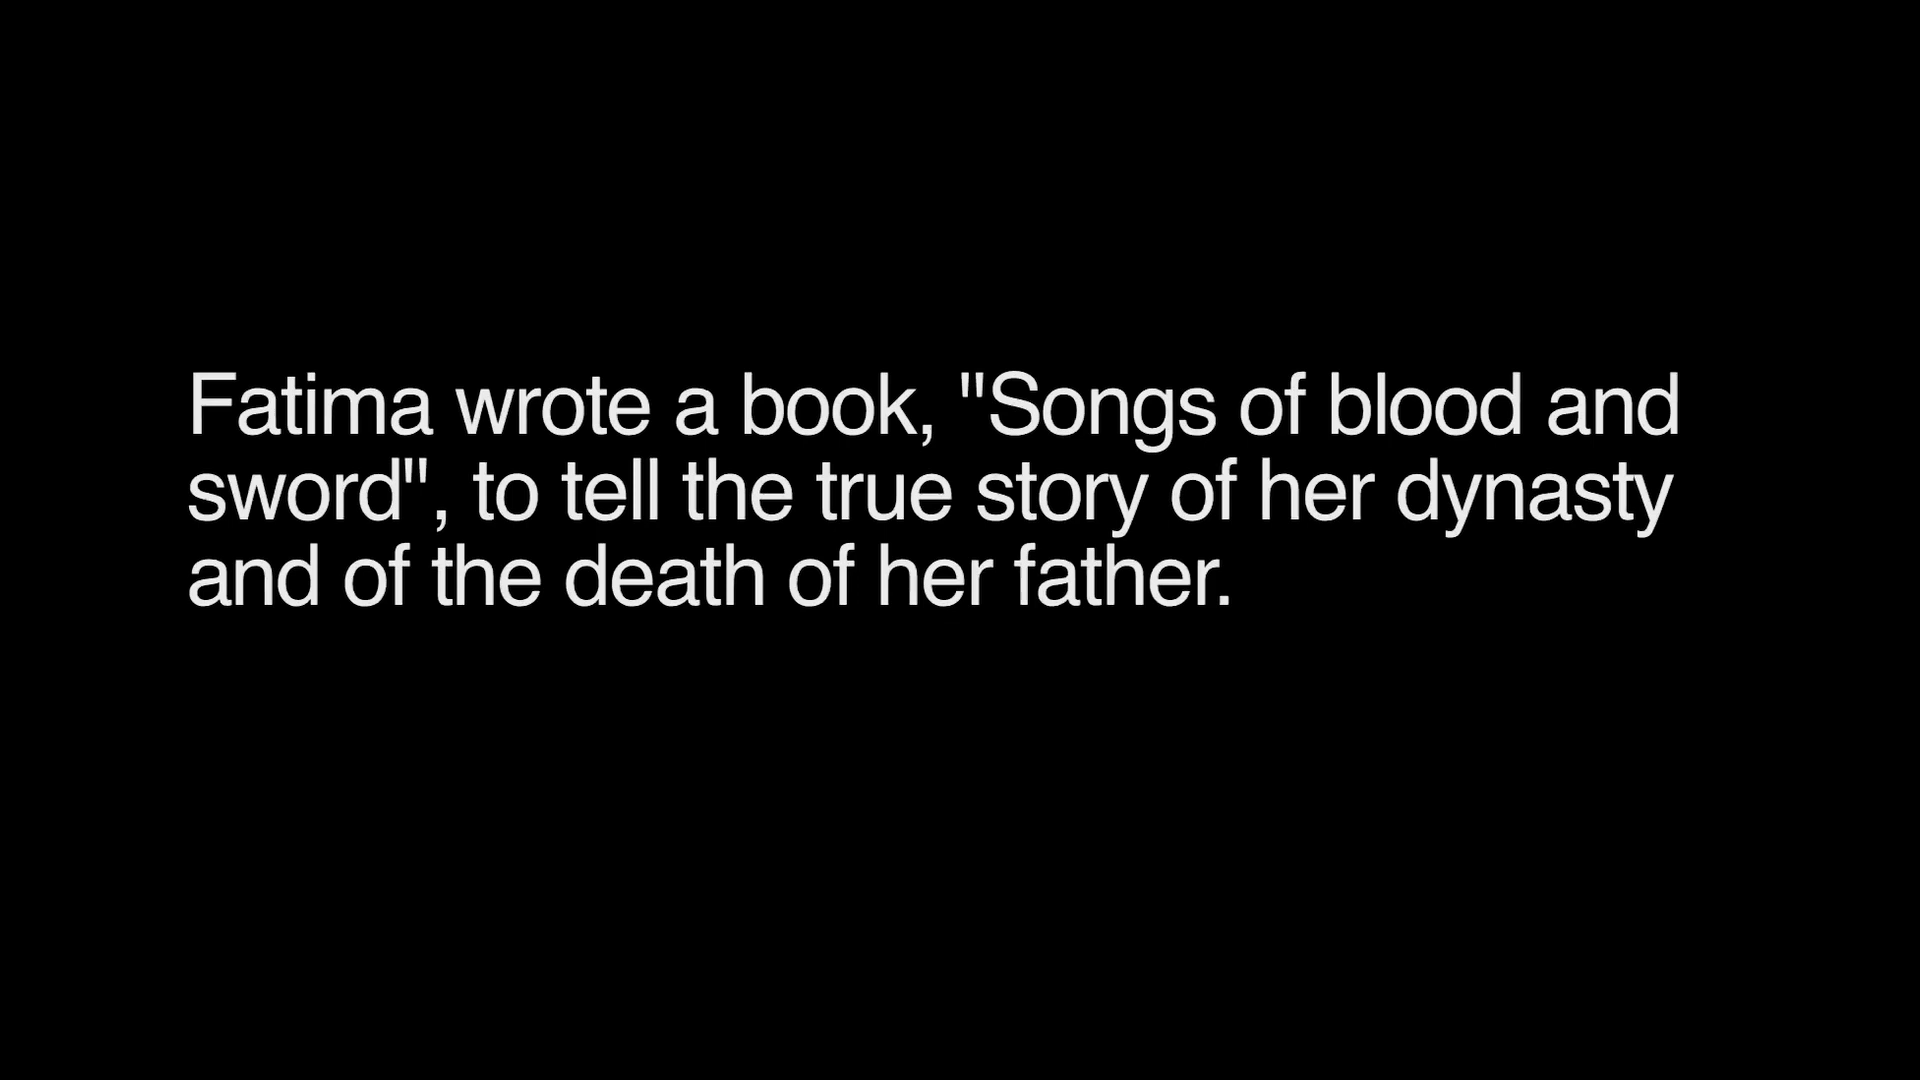 Fatima wrote a book, "Songs of blood and
sword", to tell the true story of her dynasty
and of the death of her father.